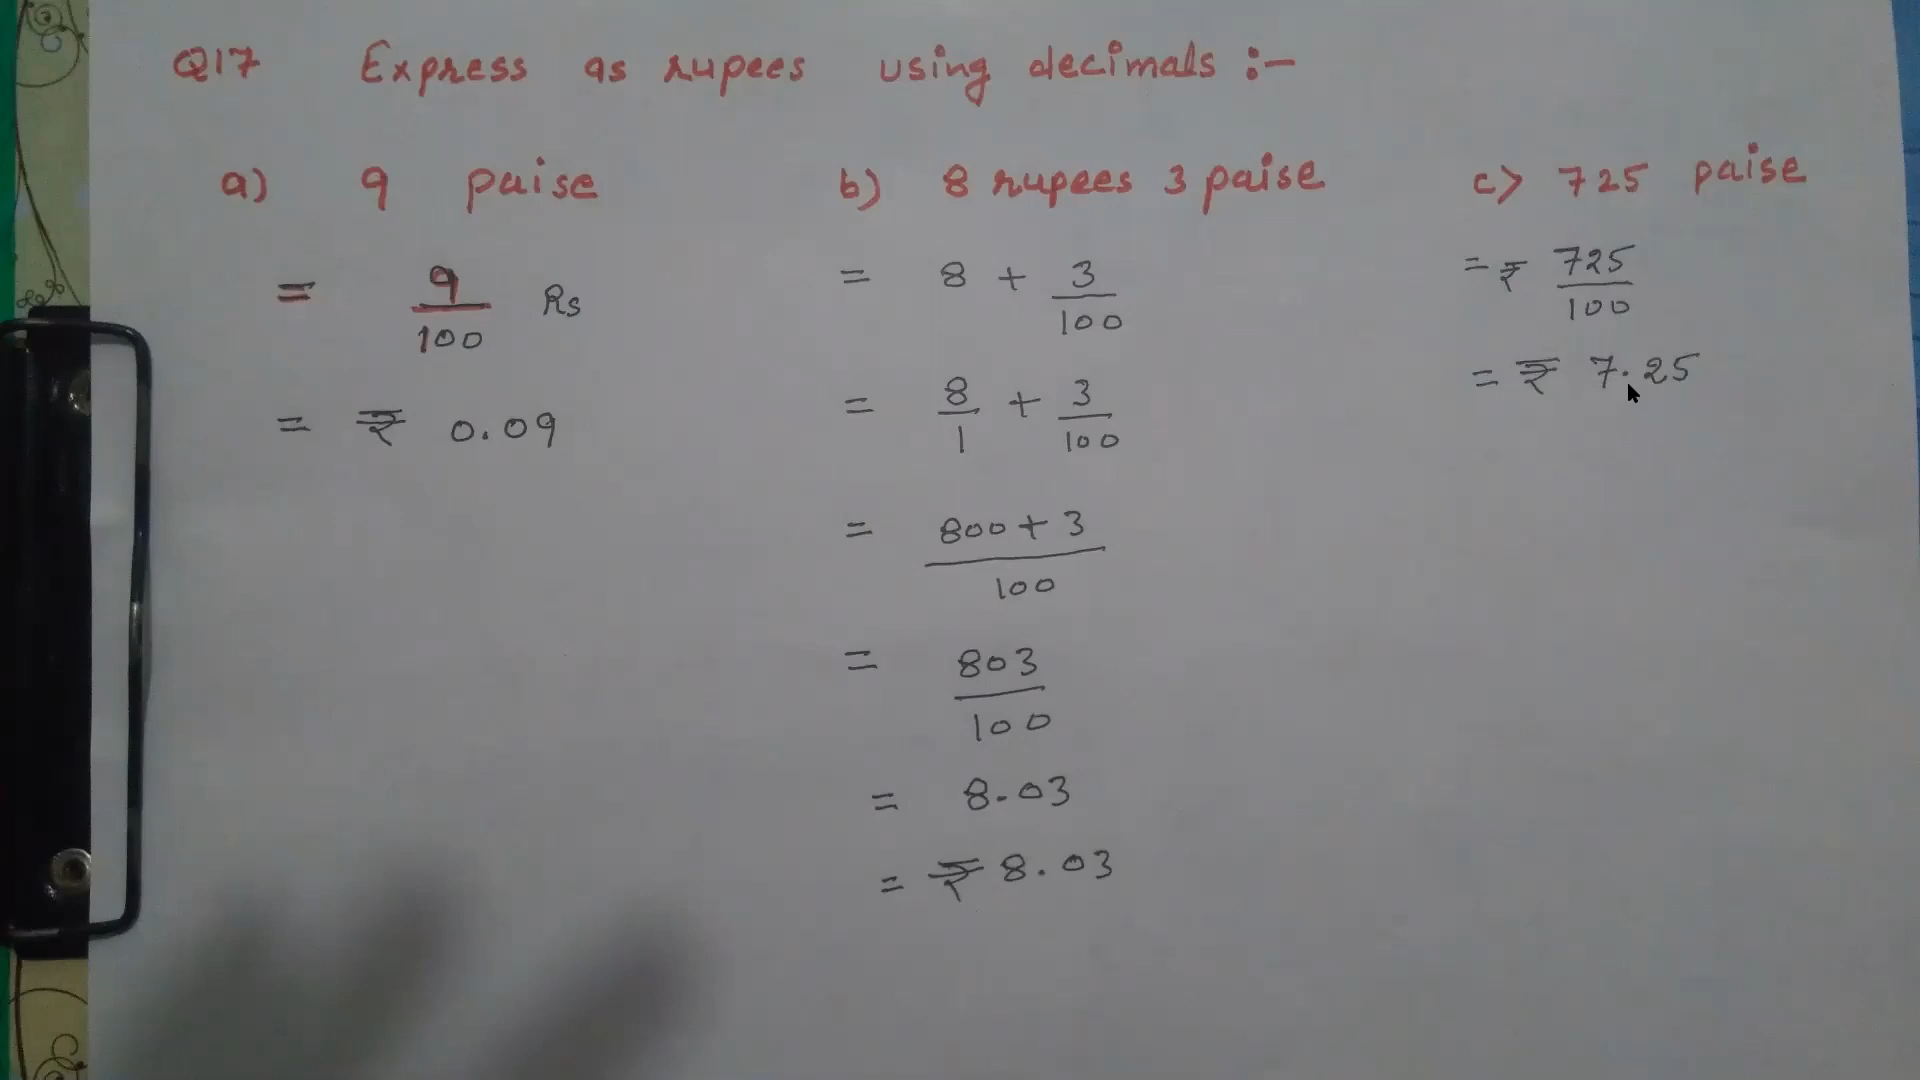 Q17 Express as rupees using decimals :-
a) 9 paise
= 9/100 Rs
= ₹ 0.09
b) 8 rupees 3 paise
= 8 + 3/100
= 8/1 + 3/100
= 800 + 3/100
= 803/100
= 8.03
= ₹ 8.03
c) 725 paise
= ₹ 725/100
= ₹ 7.25